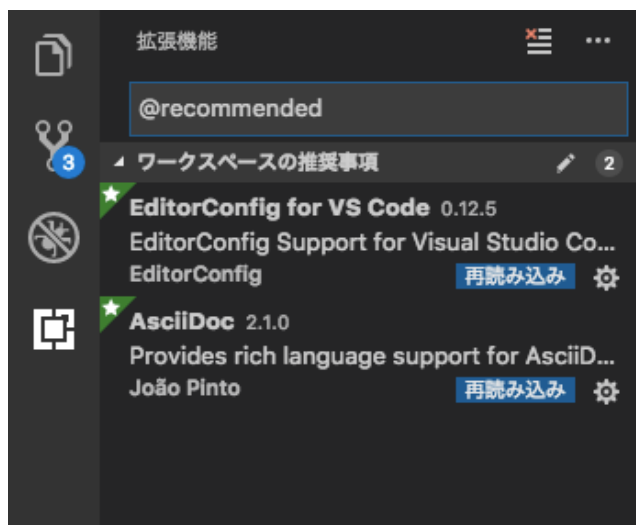 拡張機能
@recommended
3
ワークスペースの推奨事項 2
EditorConfig for VS Code 0.12.5
EditorConfig Support for Visual Studio Co...
EditorConfig 再読み込み
AsciiDoc 2.1.0
Provides rich language support for AsciiD...
João Pinto 再読み込み